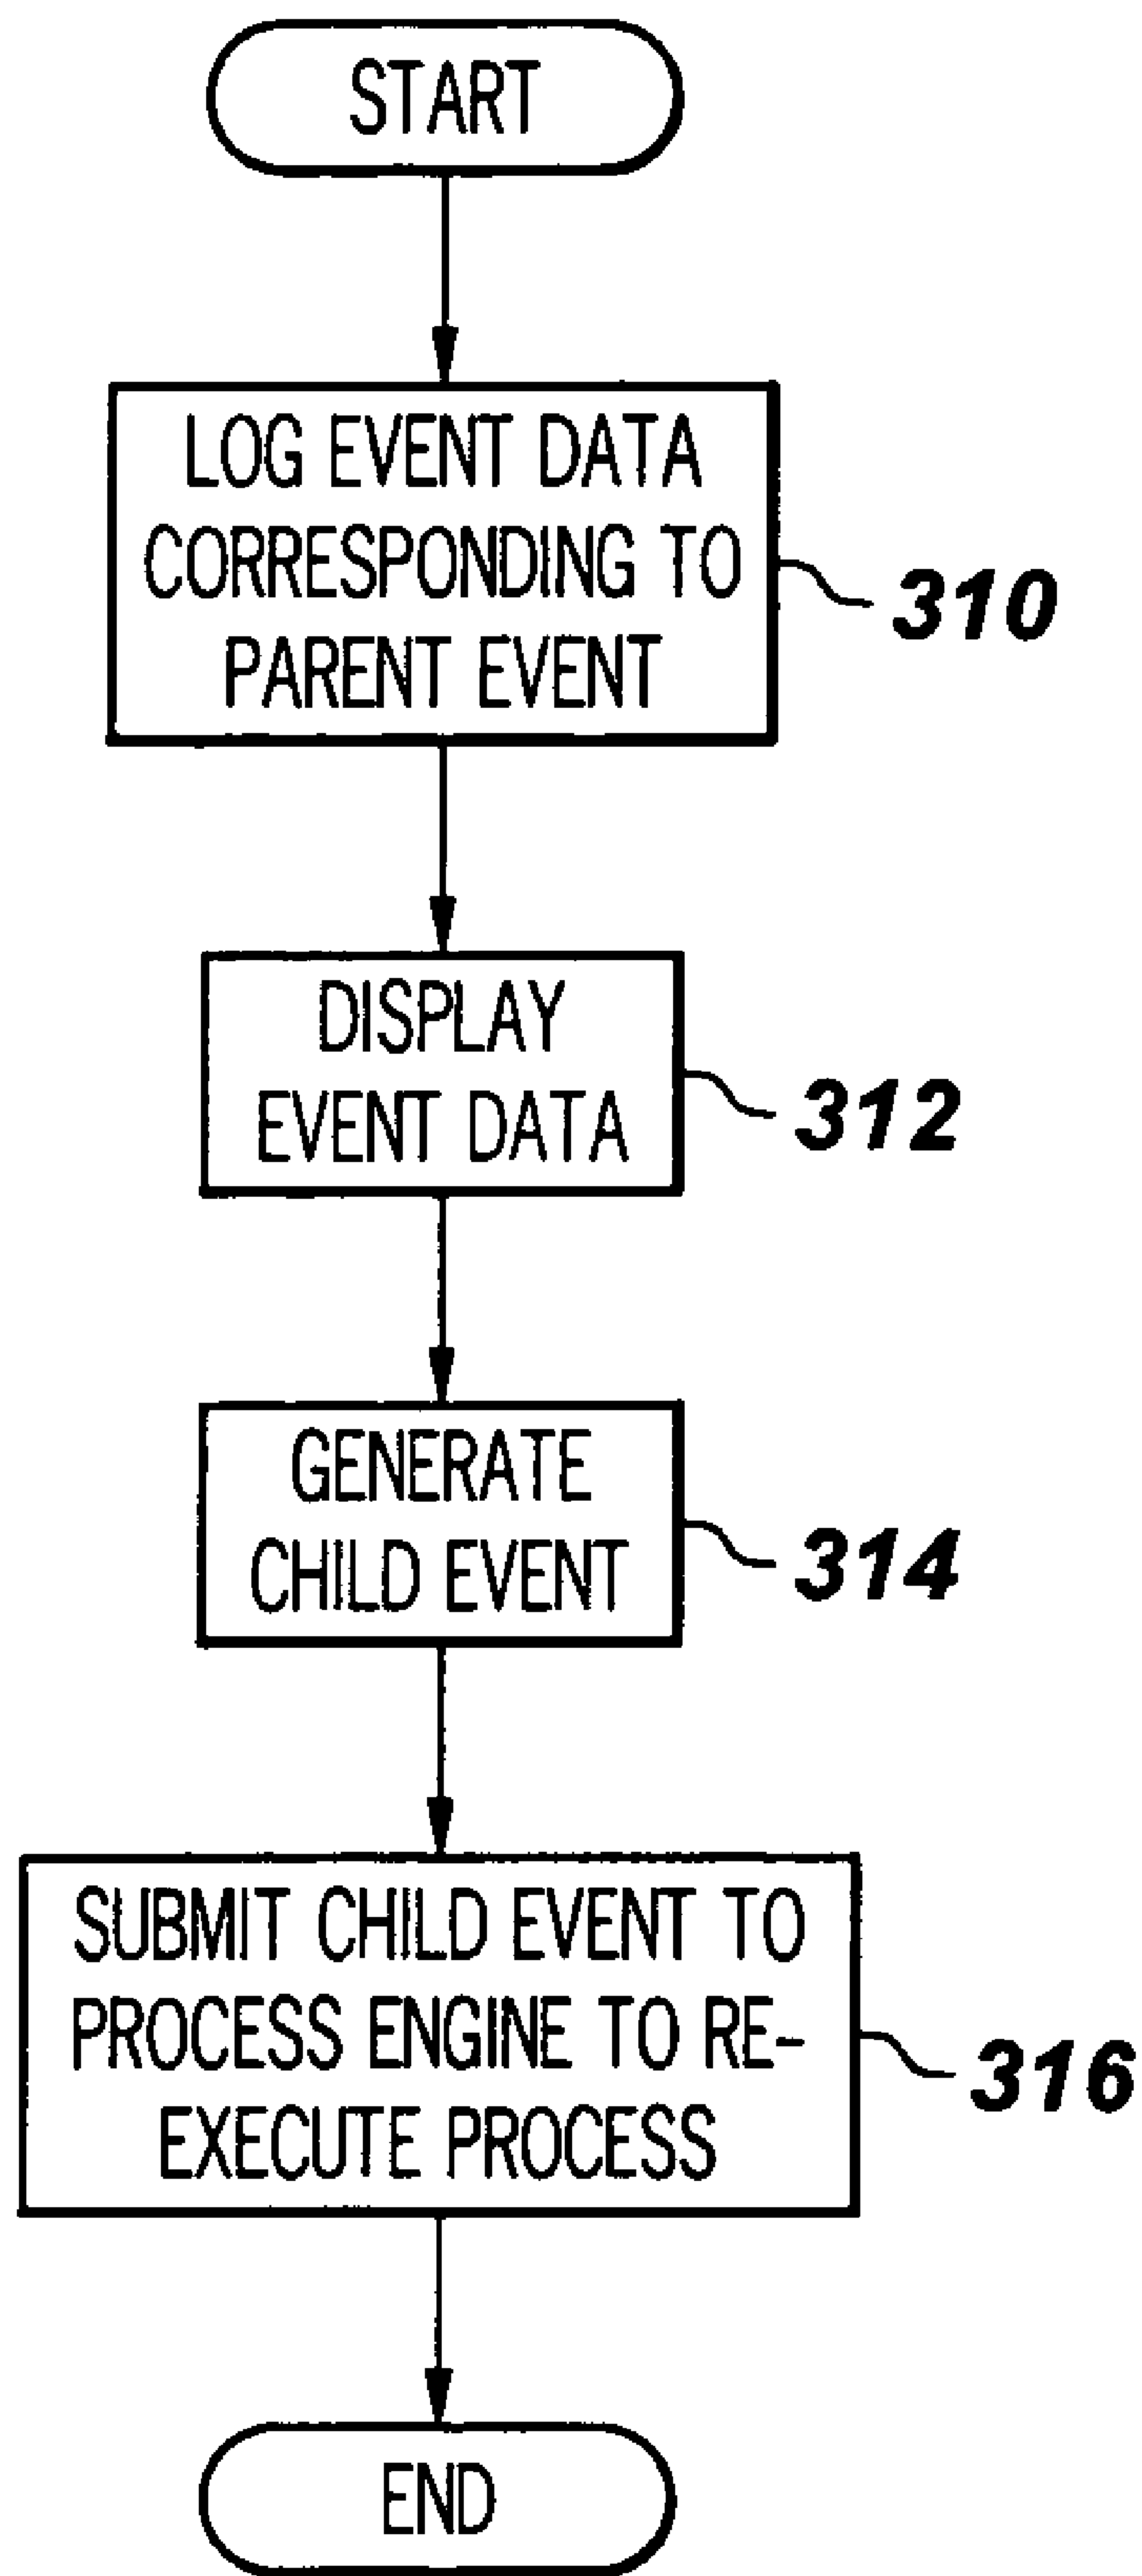 START
LOG EVENT DATA
CORRESPONDING TO
PARENT EVENT
310
DISPLAY
EVENT DATA
312
GENERATE
CHILD EVENT
314
SUBMIT CHILD EVENT TO
PROCESS ENGINE TO RE-
EXECUTE PROCESS
316
END